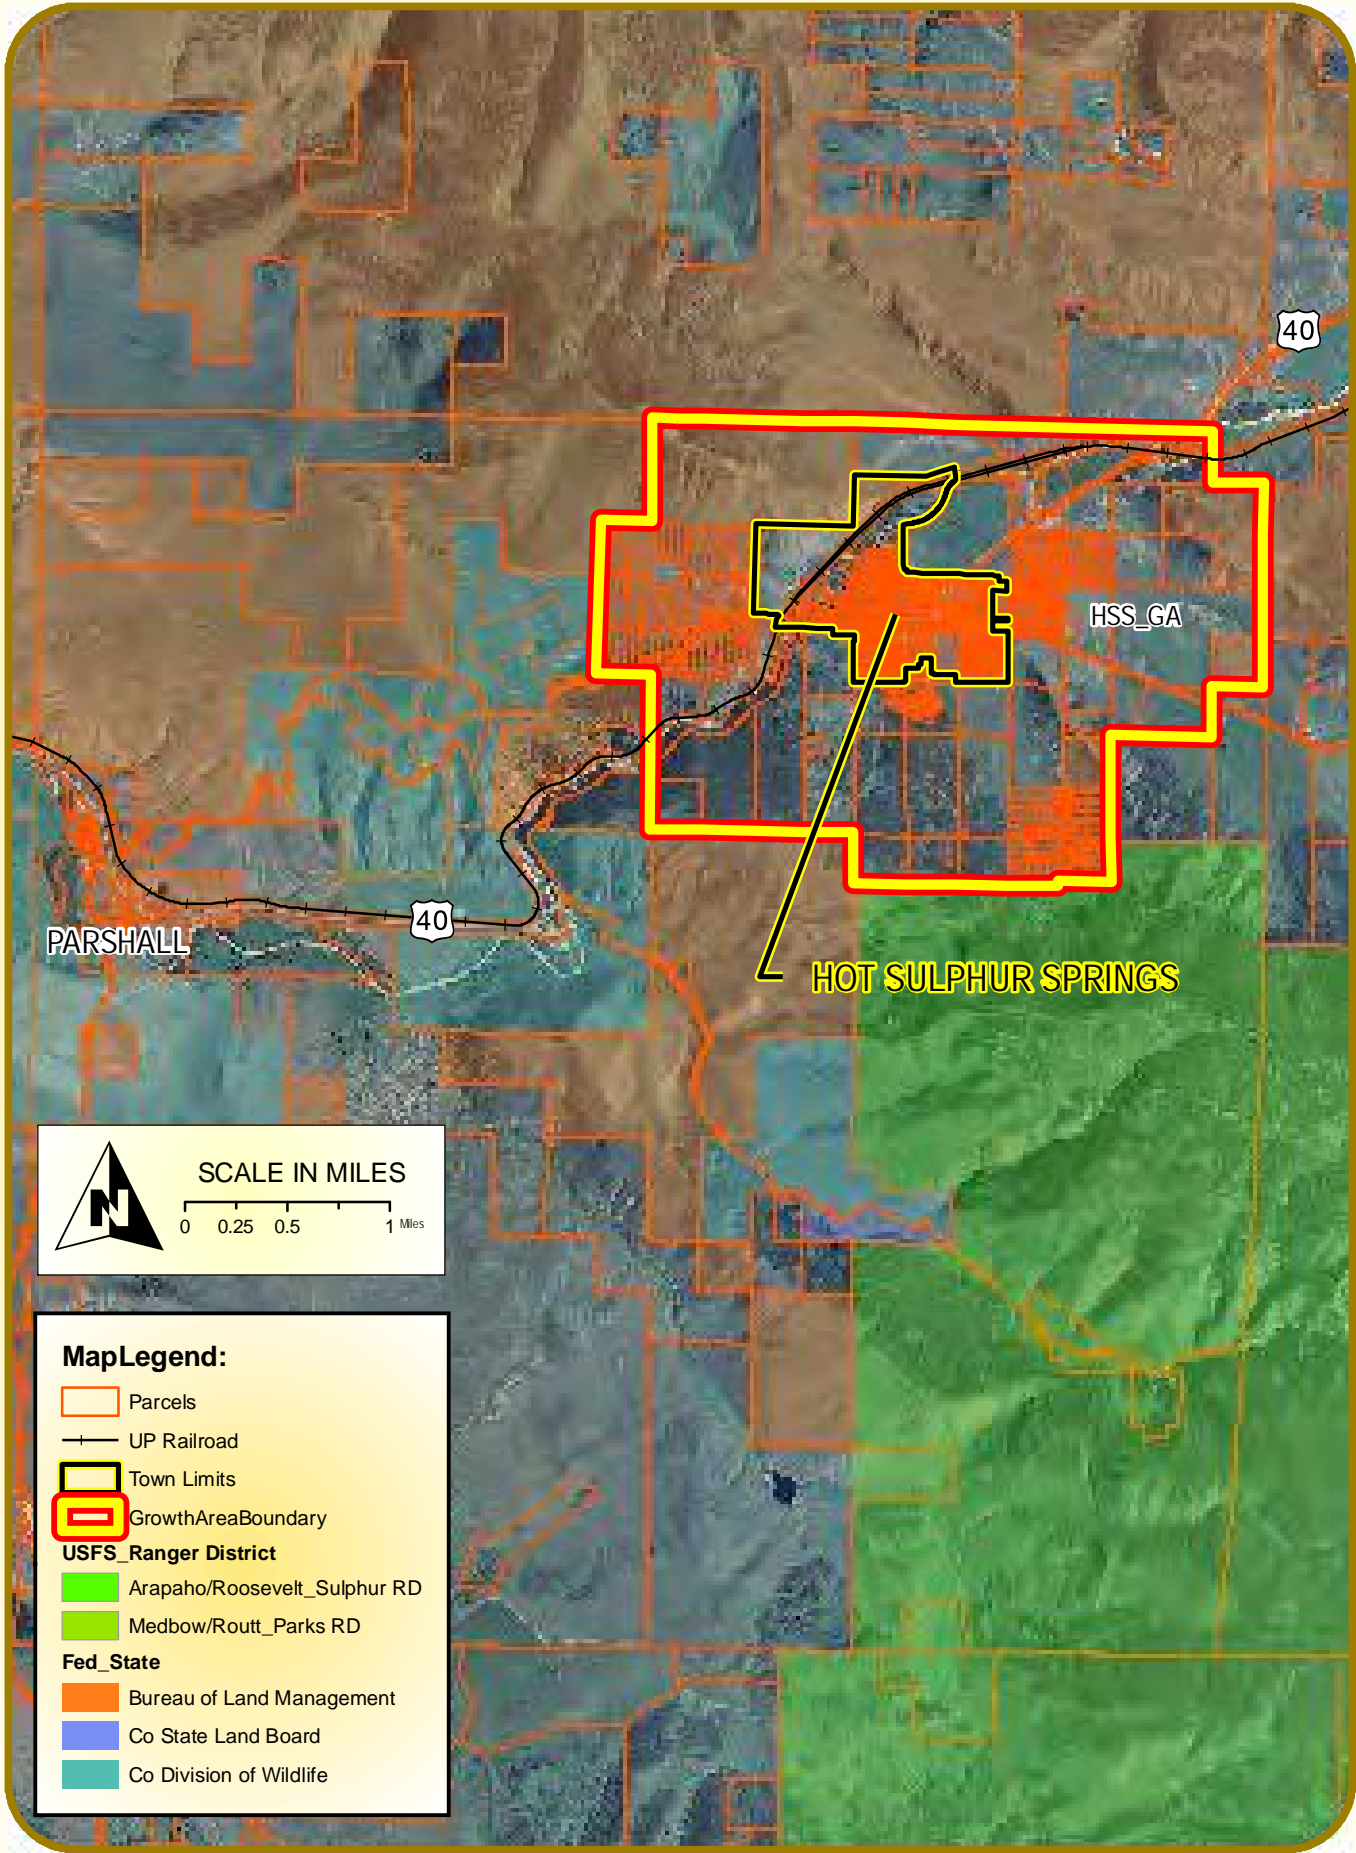 40
HSS_GA
40
PARSHALL
HOT SULPHUR SPRINGS
N
SCALE IN MILES
0 0.25 0.5 1 Miles
MapLegend:
Parcels
UP Railroad
Town Limits
GrowthAreaBoundary
USFS_Ranger District
Arapaho/Roosevelt_Sulphur RD
Medbow/Routt_Parks RD
Fed_State
Bureau of Land Management
Co State Land Board
Co Division of Wildlife